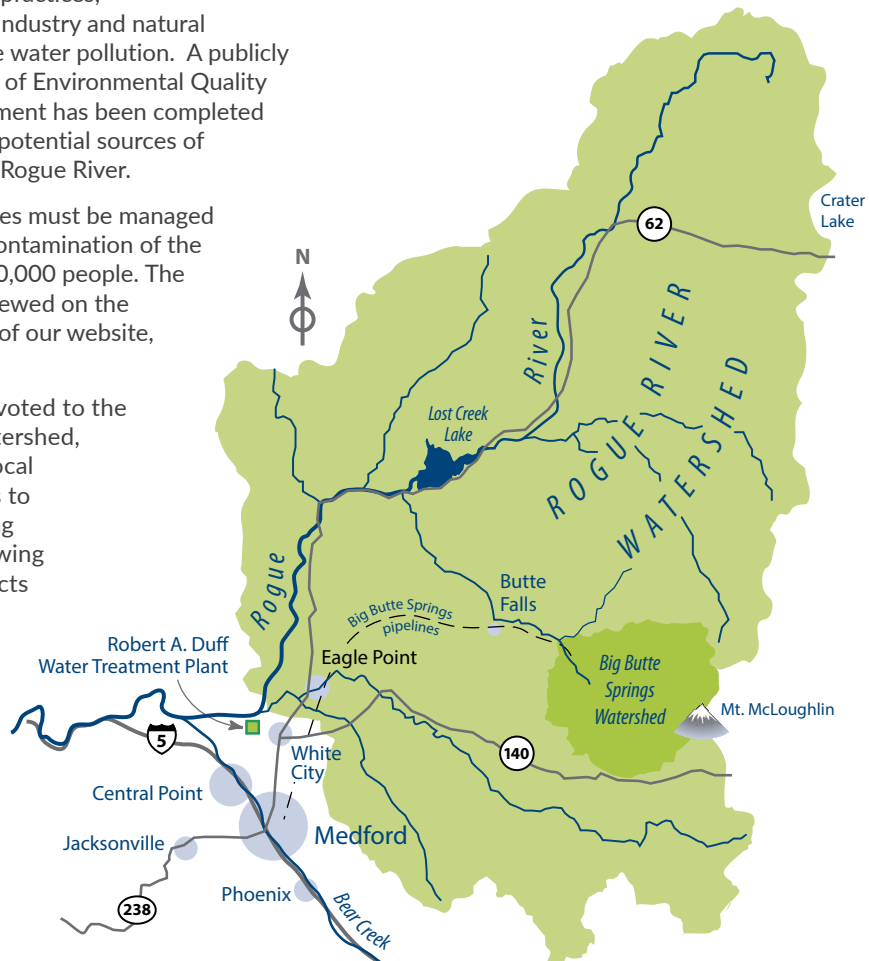 practices,
industry and natural
e water pollution. A publicly
of Environmental Quality
ment has been completed
potential sources of
Rogue River.
es must be managed
ontamination of the
0,000 people. The
ewed on the
of our website,
voted to the
tershed,
ocal
s to
g
wing
cts
N
62
Crater
Lake
River
ROGUE RIVER
WATERSHED
Lost Creek
Lake
Rogue
Butte
Falls
Big Butte Springs
pipelines
Robert A. Duff
Water Treatment Plant
Eagle Point
Big Butte
Springs
Watershed
Mt. McLoughlin
5
White
City
140
Central Point
Jacksonville
Medford
Phoenix
238
Bear Creek